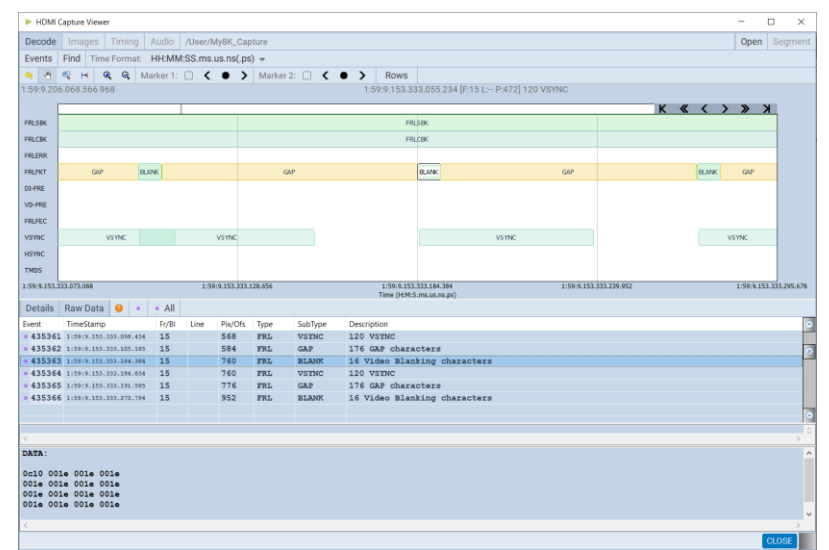 HDMI Capture Viewer
Decode Images Timing Audio /User/My8K_Capture Open Segment
Events Find Time Format: HH:MM:SS.ms.us.ns(.ps)
Marker 1: Marker 2: Rows
1:59:9.206.068.566.968 1:59:9.153.333.055.234 [F:15 L:-- P:472] 120 VSYNC
FRLSBK FRLSBK
FRLCBK FRLCBK
FRLERR
FRLPKT GAP BLANK GAP BLANK GAP BLANK GAP
DI-PRE
VD-PRE
FRLFEC
VSYNC VSYNC VSYNC VSYNC VSYNC
HSYNC
TMDS
1:59:9.153.333.073.088 1:59:9.153.333.128.656 1:59:9.153.333.184.384 1:59:9.153.333.239.952 1:59:9.153.333.295.678
Time (H:M:S.ms.us.ns.ps)
Details Raw Data All
Event TimeStamp Fr/Bl Line Pix/Ofs Type SubType Description
435361 1:59:9.153.333.098.434 15 568 FRL VSYNC 120 VSYNC
435362 1:59:9.153.333.105.185 15 584 FRL GAP 176 GAP characters
435363 1:59:9.153.333.184.384 15 760 FRL BLANK 16 Video Blanking characters
435364 1:59:9.153.333.184.834 15 760 FRL VSYNC 120 VSYNC
435365 1:59:9.153.333.191.585 15 776 FRL GAP 176 GAP characters
435366 1:59:9.153.333.272.784 15 952 FRL BLANK 16 Video Blanking characters
DATA:
0c10 001e 001e 001e
001e 001e 001e 001e
001e 001e 001e 001e
001e 001e 001e 001e
CLOSE